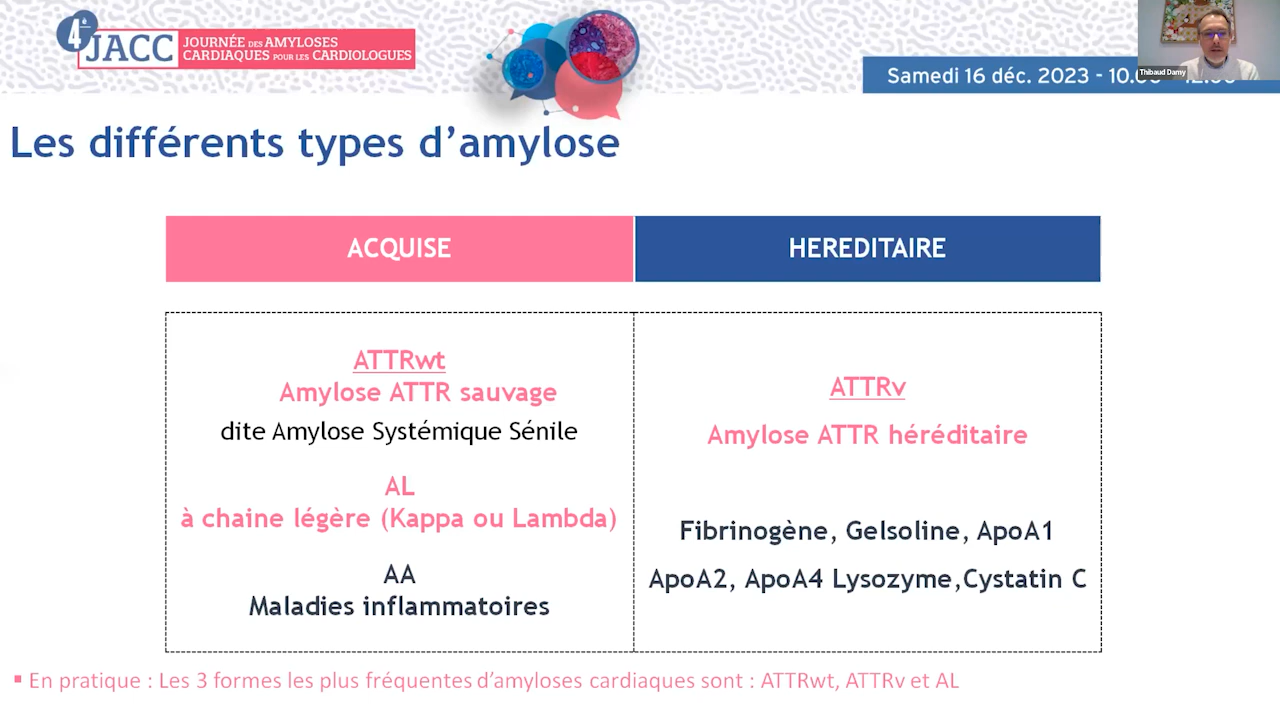 4è
JACC
JOURNÉE DES AMYLOSES
CARDIAQUES POUR LES CARDIOLOGUES
Samedi 16 déc. 2023 - 10.
Thibaud Damy
Les différents types d’amylose
ACQUISE
HEREDITAIRE
ATTRwt
Amylose ATTR sauvage
dite Amylose Systémique Sénile
AL
à chaine légère (Kappa ou Lambda)
AA
Maladies inflammatoires
ATTRv
Amylose ATTR héréditaire
Fibrinogène, Gelsoline, ApoA1
ApoA2, ApoA4 Lysozyme,Cystatin C
▪ En pratique : Les 3 formes les plus fréquentes d’amyloses cardiaques sont : ATTRwt, ATTRv et AL